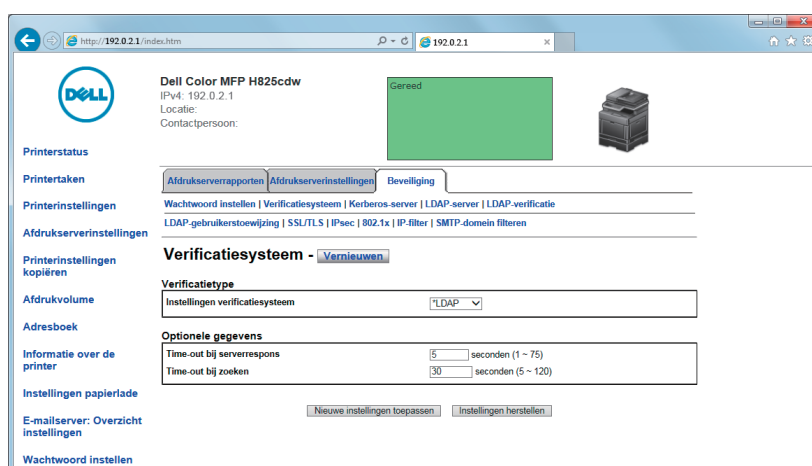 http://192.0.2.1/index.htm
192.0.2.1
DELL
Dell Color MFP H825cdw
IPv4: 192.0.2.1
Locatie:
Contactpersoon:
Gereed
Printerstatus
Printertaken
Printerinstellingen
Afdrukserverinstellingen
Printerinstellingen
kopiëren
Afdrukvolume
Adresboek
Informatie over de
printer
Instellingen papierlade
E-mailserver: Overzicht
instellingen
Wachtwoord instellen
Afdrukserverrapporten Afdrukserverinstellingen Beveiliging
Wachtwoord instellen | Verificatiesysteem | Kerberos-server | LDAP-server | LDAP-verificatie
LDAP-gebruikerstoewijzing | SSL/TLS | IPsec | 802.1x | IP-filter | SMTP-domein filteren
Verificatiesysteem - Vernieuwen
Verificatietype
Instellingen verificatiesysteem *LDAP
Optionele gegevens
Time-out bij serverrespons 5 seconden (1 ~ 75)
Time-out bij zoeken 30 seconden (5 ~ 120)
Nieuwe instellingen toepassen Instellingen herstellen